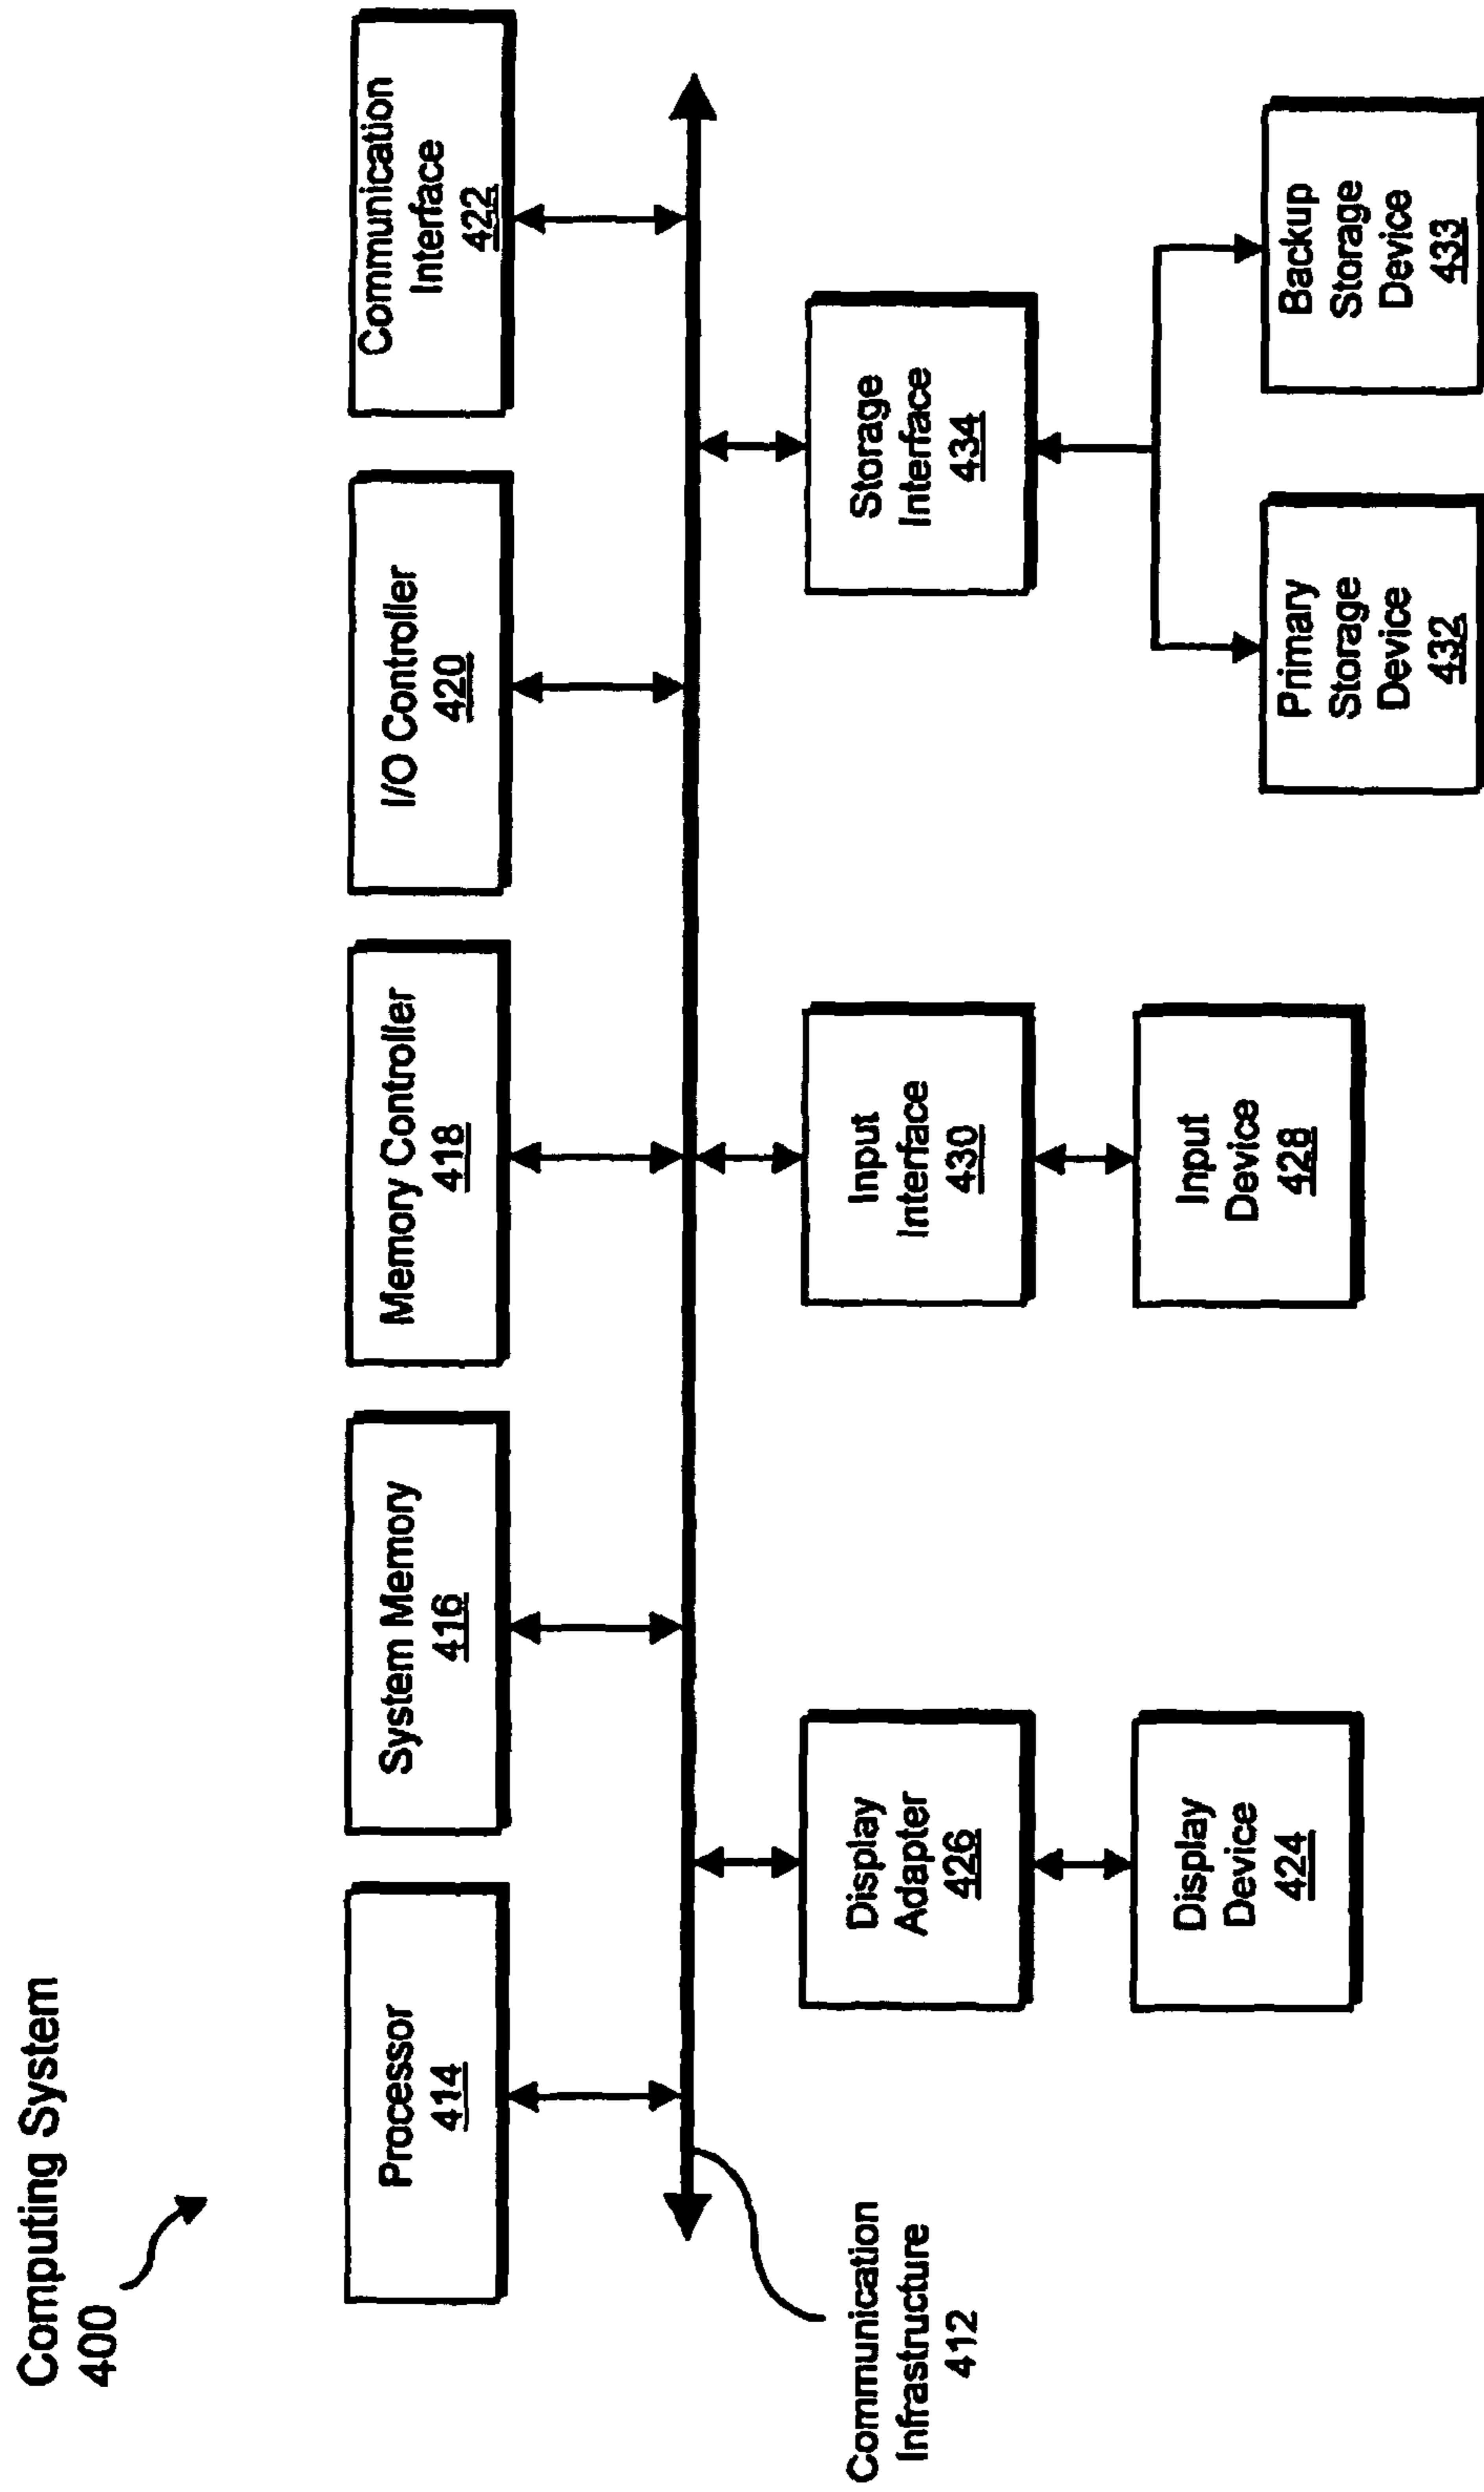 Computing System
400
Processor
414
System Memory
416
Memory Controller
418
I/O Controller
420
Communication
Interface
422
Communication
Infrastructure
412
Display
Adapter
426
Input
Interface
430
Storage
Interface
434
Display
Device
424
Input
Device
428
Primary
Storage
Device
432
Backup
Storage
Device
433